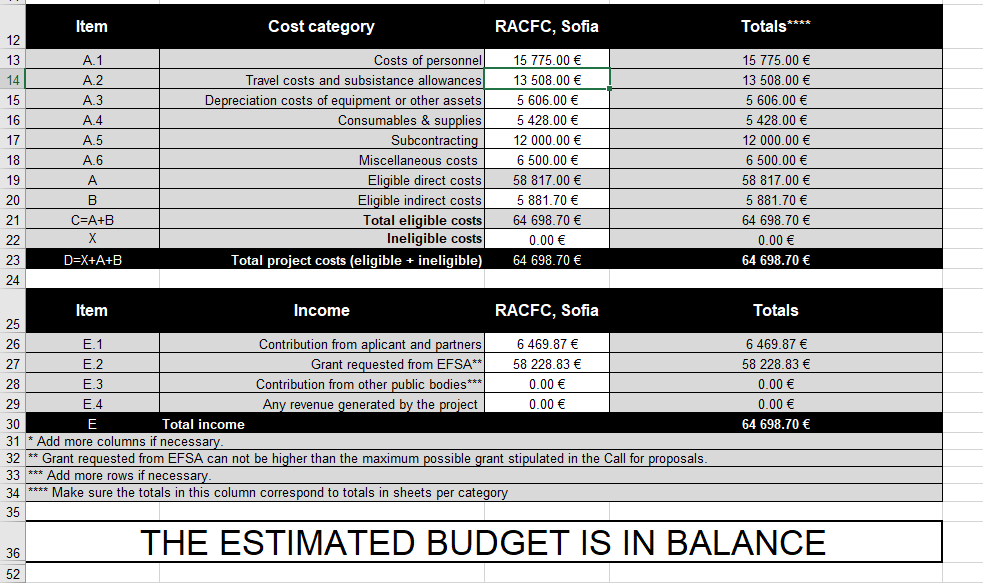 Item Cost category RACFC, Sofia Totals****
12
13 A.1 Costs of personnel 15 775.00 € 15 775.00 €
14 A.2 Travel costs and subsistance allowances 13 508.00 € 13 508.00 €
15 A.3 Depreciation costs of equipment or other assets 5 606.00 € 5 606.00 €
16 A.4 Consumables & supplies 5 428.00 € 5 428.00 €
17 A.5 Subcontracting 12 000.00 € 12 000.00 €
18 A.6 Miscellaneous costs 6 500.00 € 6 500.00 €
19 A Eligible direct costs 58 817.00 € 58 817.00 €
20 B Eligible indirect costs 5 881.70 € 5 881.70 €
21 C=A+B Total eligible costs 64 698.70 € 64 698.70 €
22 X Ineligible costs 0.00 € 0.00 €
23 D=X+A+B Total project costs (eligible + ineligible) 64 698.70 € 64 698.70 €
24
Item Income RACFC, Sofia Totals
25
26 E.1 Contribution from aplicant and partners 6 469.87 € 6 469.87 €
27 E.2 Grant requested from EFSA** 58 228.83 € 58 228.83 €
28 E.3 Contribution from other public bodies*** 0.00 € 0.00 €
29 E.4 Any revenue generated by the project 0.00 € 0.00 €
30 E Total income 64 698.70 €
31 * Add more columns if necessary.
32 ** Grant requested from EFSA can not be higher than the maximum possible grant stipulated in the Call for proposals.
33 *** Add more rows if necessary.
34 **** Make sure the totals in this column correspond to totals in sheets per category
35
36 THE ESTIMATED BUDGET IS IN BALANCE
52